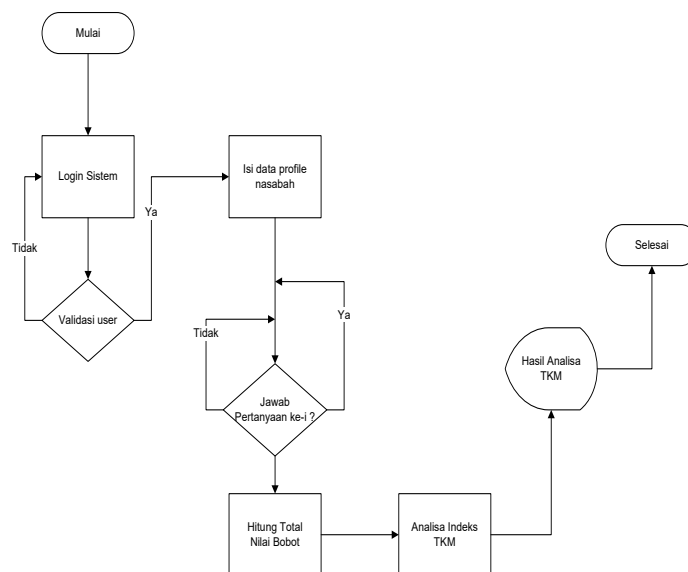 Mulai
Login Sistem
Tidak
Validasi user
Ya
Isi data profile
nasabah
Tidak
Ya
Jawab
Pertanyaan ke-i ?
Hitung Total
Nilai Bobot
Analisa Indeks
TKM
Hasil Analisa
TKM
Selesai